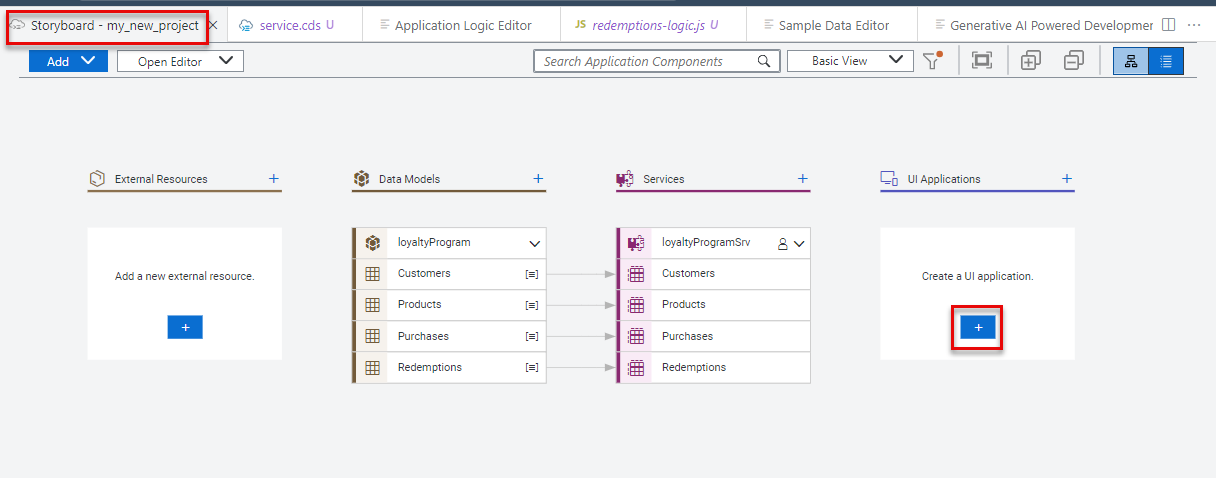 Storyboard - my_new_project
service.cds U
Application Logic Editor
JS redemptions-logic.js U
Sample Data Editor
Generative AI Powered Developmer
Add
Open Editor
Search Application Components
Basic View
External Resources
Data Models
Services
UI Applications
Add a new external resource.
loyaltyProgram
Customers
Products
Purchases
Redemptions
loyaltyProgramSrv
Customers
Products
Purchases
Redemptions
Create a UI application.